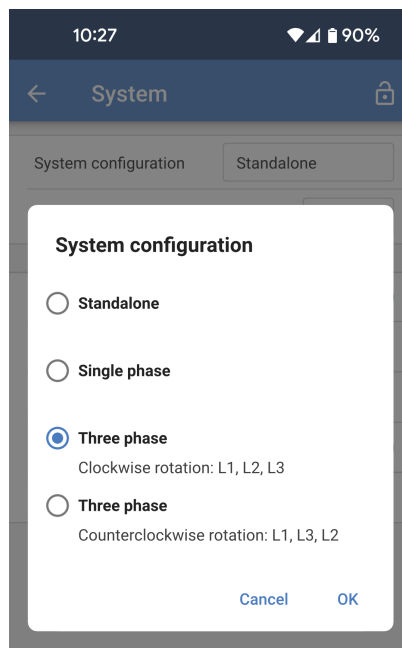 10:27
90%
System
System configuration
Standalone
System configuration
Standalone
Single phase
Three phase
Clockwise rotation: L1, L2, L3
Three phase
Counterclockwise rotation: L1, L3, L2
Cancel
OK